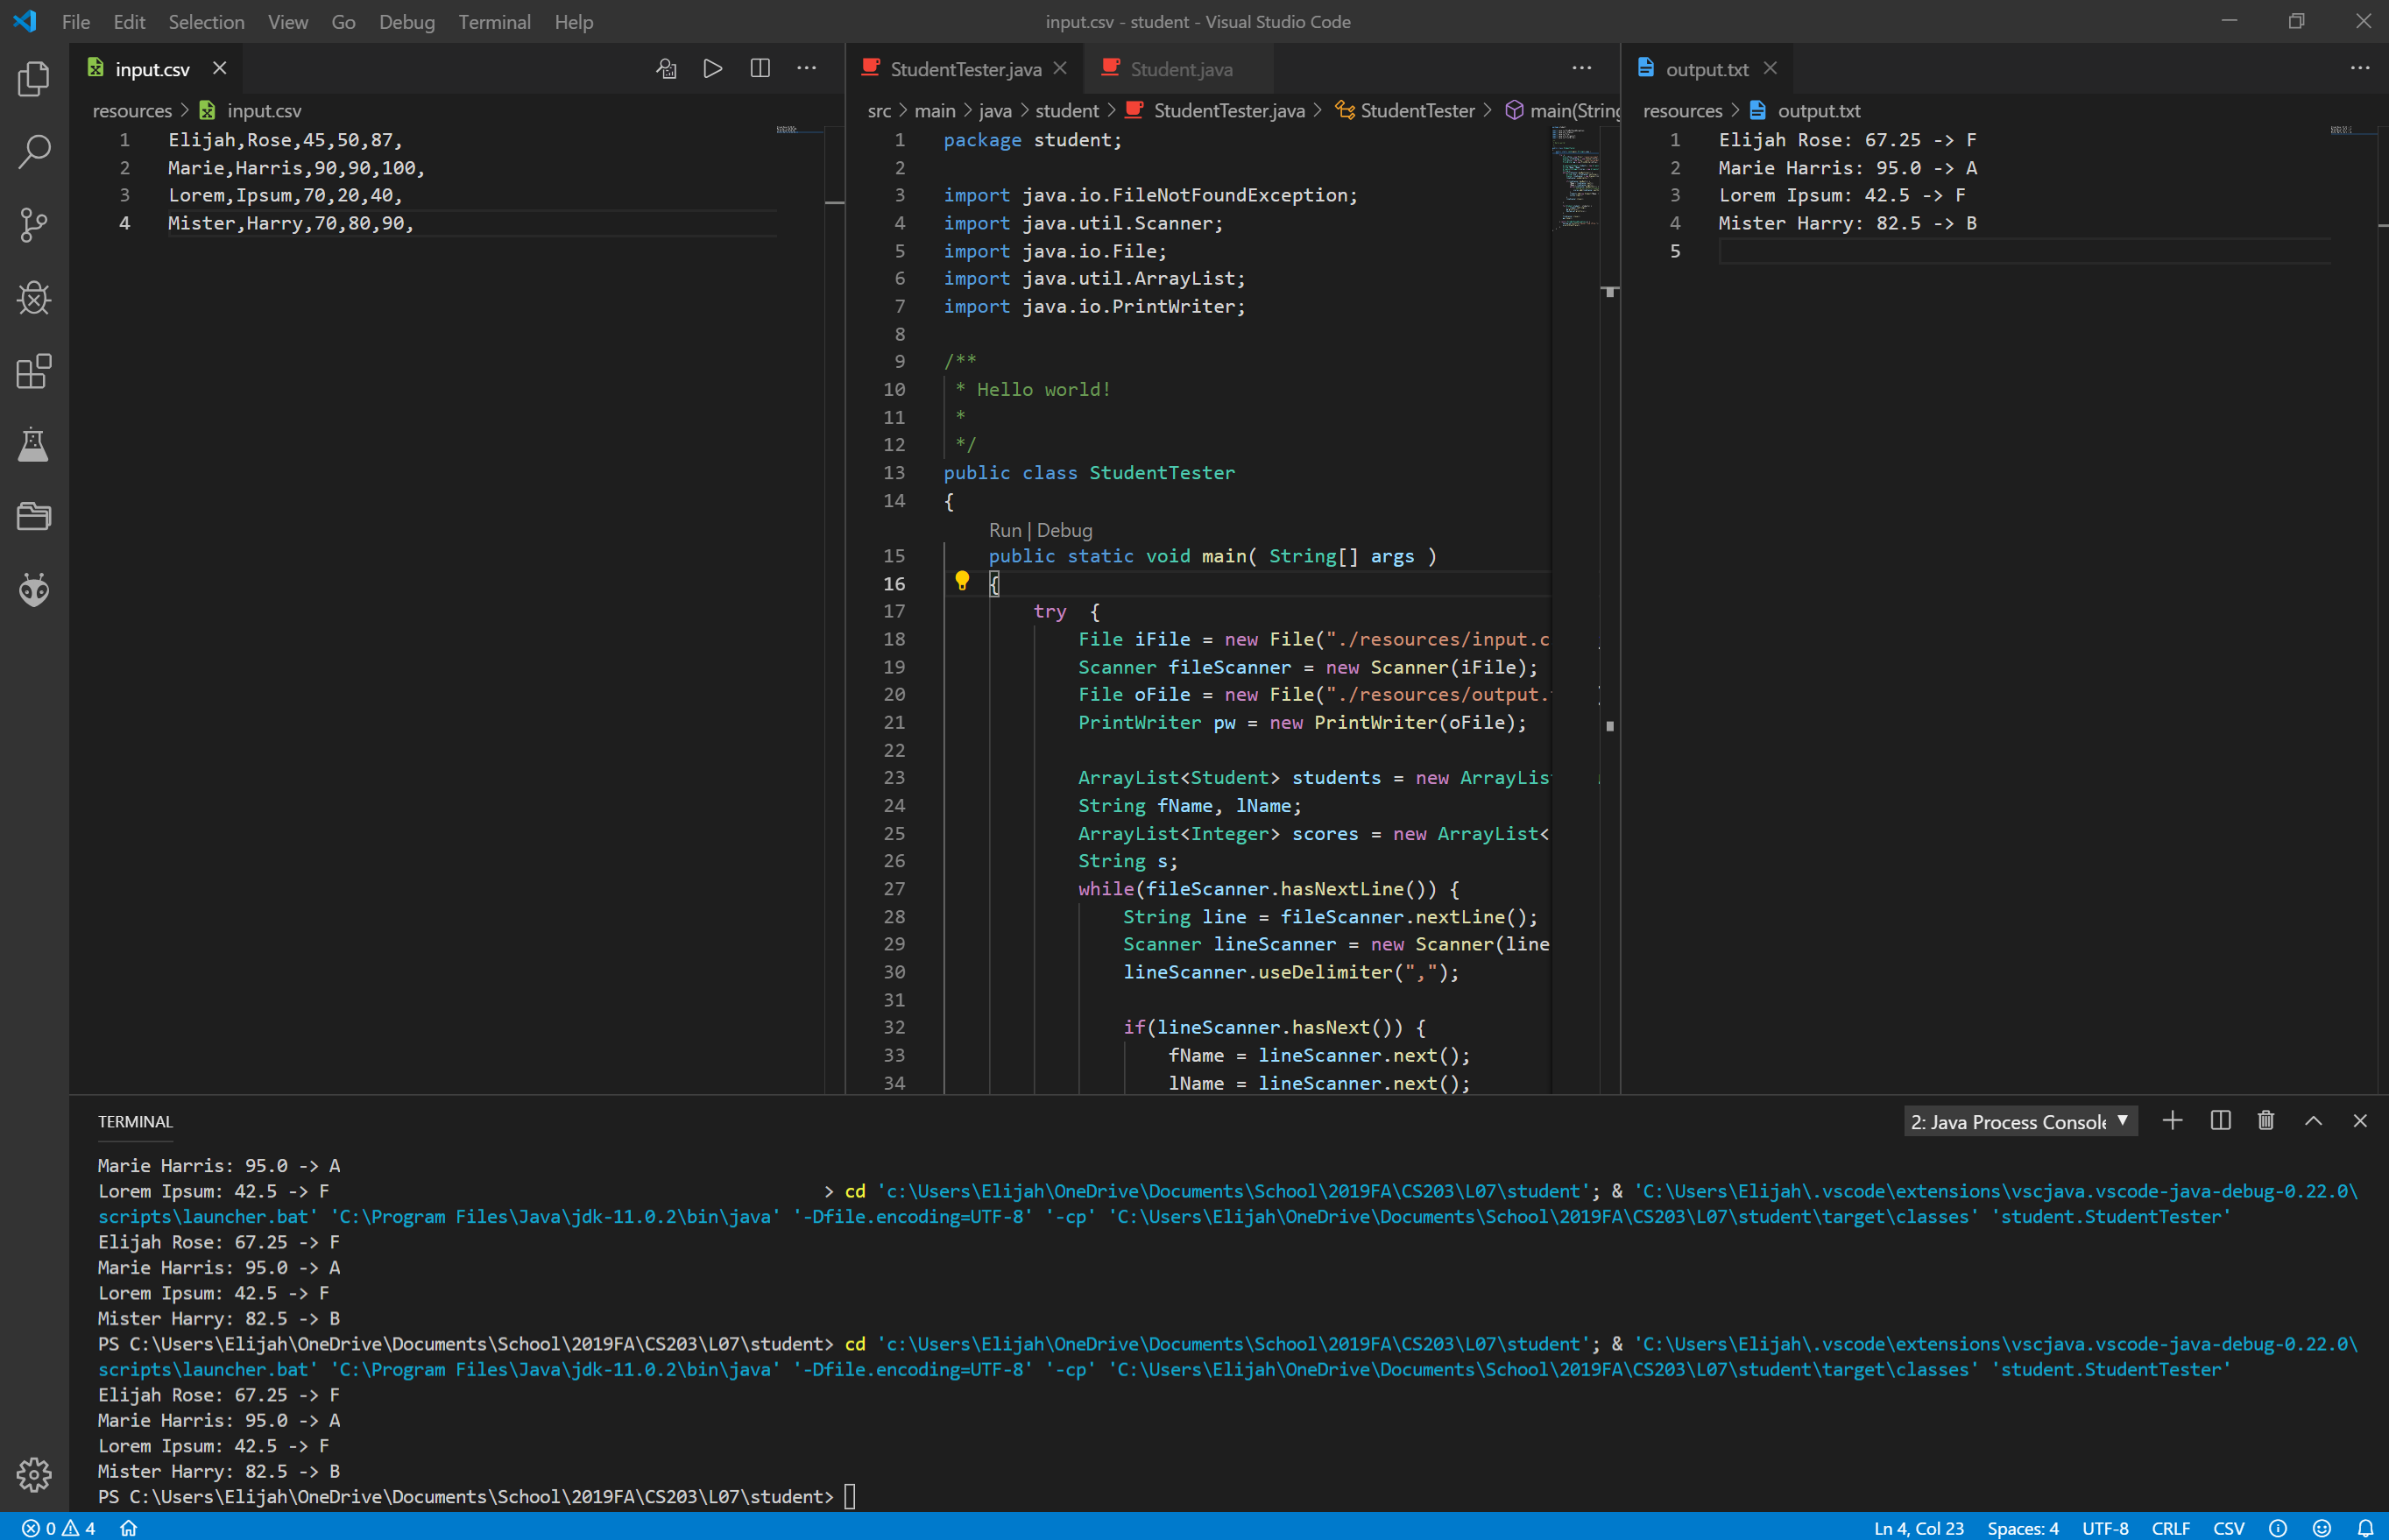 File Edit Selection View Go Debug Terminal Help
input.csv - student - Visual Studio Code
input.csv
resources > input.csv
1 Elijah,Rose,45,50,87,
2 Marie,Harris,90,90,100,
3 Lorem,Ipsum,70,20,40,
4 Mister,Harry,70,80,90,
StudentTester.java Student.java
src > main > java > student > StudentTester.java > StudentTester > main(String
1 package student;
2
3 import java.io.FileNotFoundException;
4 import java.util.Scanner;
5 import java.io.File;
6 import java.util.ArrayList;
7 import java.io.PrintWriter;
8
9 /**
10 * Hello world!
11 *
12 */
13 public class StudentTester
14 {
Run | Debug
15 public static void main( String[] args )
16 {
17 try  {
18 File iFile = new File("./resources/input.c
19 Scanner fileScanner = new Scanner(iFile);
20 File oFile = new File("./resources/output.
21 PrintWriter pw = new PrintWriter(oFile);
22
23 ArrayList<Student> students = new ArrayLis
24 String fName, lName;
25 ArrayList<Integer> scores = new ArrayList<
26 String s;
27 while(fileScanner.hasNextLine()) {
28 String line = fileScanner.nextLine();
29 Scanner lineScanner = new Scanner(line
30 lineScanner.useDelimiter(",");
31
32 if(lineScanner.hasNext()) {
33 fName = lineScanner.next();
34 lName = lineScanner.next();
output.txt
resources > output.txt
1 Elijah Rose: 67.25 -> F
2 Marie Harris: 95.0 -> A
3 Lorem Ipsum: 42.5 -> F
4 Mister Harry: 82.5 -> B
5
TERMINAL
2: Java Process Console
Marie Harris: 95.0 -> A
Lorem Ipsum: 42.5 -> F > cd 'c:\Users\Elijah\OneDrive\Documents\School\2019FA\CS203\L07\student'; & 'C:\Users\Elijah\.vscode\extensions\vscjava.vscode-java-debug-0.22.0\
scripts\launcher.bat' 'C:\Program Files\Java\jdk-11.0.2\bin\java' '-Dfile.encoding=UTF-8' '-cp' 'C:\Users\Elijah\OneDrive\Documents\School\2019FA\CS203\L07\student\target\classes' 'student.StudentTester'
Elijah Rose: 67.25 -> F
Marie Harris: 95.0 -> A
Lorem Ipsum: 42.5 -> F
Mister Harry: 82.5 -> B
PS C:\Users\Elijah\OneDrive\Documents\School\2019FA\CS203\L07\student> cd 'c:\Users\Elijah\OneDrive\Documents\School\2019FA\CS203\L07\student'; & 'C:\Users\Elijah\.vscode\extensions\vscjava.vscode-java-debug-0.22.0\
scripts\launcher.bat' 'C:\Program Files\Java\jdk-11.0.2\bin\java' '-Dfile.encoding=UTF-8' '-cp' 'C:\Users\Elijah\OneDrive\Documents\School\2019FA\CS203\L07\student\target\classes' 'student.StudentTester'
Elijah Rose: 67.25 -> F
Marie Harris: 95.0 -> A
Lorem Ipsum: 42.5 -> F
Mister Harry: 82.5 -> B
PS C:\Users\Elijah\OneDrive\Documents\School\2019FA\CS203\L07\student>
0 4
Ln 4, Col 23 Spaces: 4 UTF-8 CRLF CSV